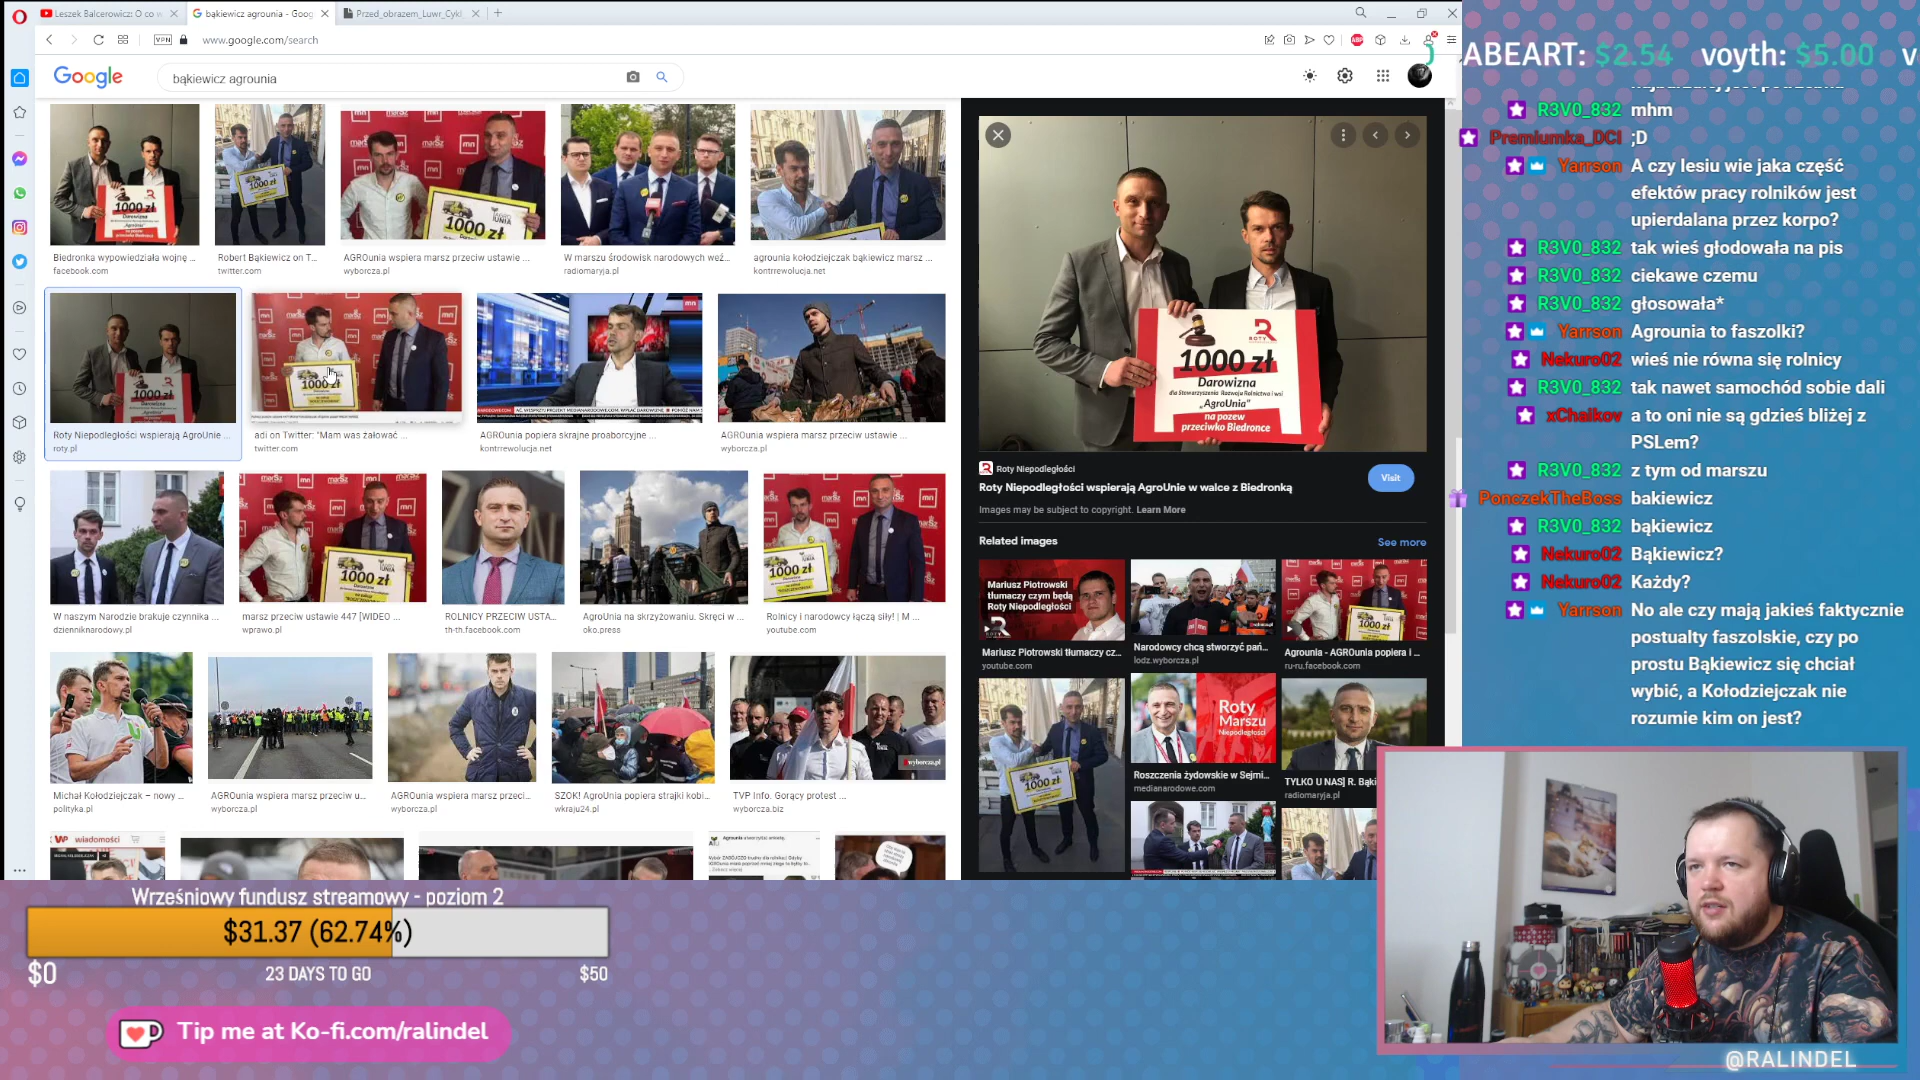 Leszek Balcerowicz: O co w
bąkiewicz agrounia - Goog
Przed_obrazem_Luwr_Cykl
VPN
www.google.com/search
ABP
Google
bąkiewicz agrounia
Biedronka wypowiedziała wojnę ...
facebook.com
Robert Bąkiewicz on T...
twitter.com
AGROunia wspiera marsz przeciw ustawie ...
wyborcza.pl
W marszu środowisk narodowych weź...
radiomaryja.pl
agrounia kołodziejczak bąkiewicz marsz ...
kontrrewolucja.net
Roty Niepodległości wspierają AgroUnie ...
roty.pl
adi on Twitter: "Mam was żałować ...
twitter.com
AGROunia popiera skrajne proaborcyjne ...
kontrrewolucja.net
AGROunia wspiera marsz przeciw ustawie ...
wyborcza.pl
W naszym Narodzie brakuje czynnika ...
dzienniknarodowy.pl
marsz przeciw ustawie 447 [WIDEO ...
wprawo.pl
ROLNICY PRZECIW USTA...
th-th.facebook.com
AgroUnia na skrzyżowaniu. Skręci w ...
oko.press
Rolnicy i narodowcy łączą siły! | M ...
youtube.com
Michał Kołodziejczak – nowy ...
polityka.pl
AGROunia wspiera marsz przeciw u...
wyborcza.pl
AGROunia wspiera marsz przeci...
wyborcza.pl
SZOK! AgroUnia popiera strajki kobi...
wkraju24.pl
TVP Info. Gorący protest ...
wyborcza.biz
WP wiadomości
ROTY
1000 zł
Darowizna
dla Stowarzyszenia Rozwoju Rolnictwa i wsi
„AgroUnia”
na pozew
przeciwko Biedronce
Roty Niepodległości
Roty Niepodległości wspierają AgroUnie w walce z Biedronką
Visit
Images may be subject to copyright. Learn More
Related images
See more
Mariusz Piotrowski
tłumaczy czym będą
Roty Niepodległości
Mariusz Piotrowski tłumaczy cz...
youtube.com
Narodowcy chcą stworzyć pań...
lodz.wyborcza.pl
Agrounia - AGROunia popiera i ...
ru-ru.facebook.com
Roty
Marszu
Niepodległości
Roszczenia żydowskie w Sejmi...
medianarodowe.com
TYLKO U NAS] R. Bąki
radiomaryja.pl
ABEART: $2.54 voyth: $5.00 v
R3V0_832 mhm
Premiumka_DCI ;D
Yarrson A czy lesiu wie jaka część
efektów pracy rolników jest
upierdalana przez korpo?
R3V0_832 tak wieś głodowała na pis
R3V0_832 ciekawe czemu
R3V0_832 głosowała*
Yarrson Agrounia to faszolki?
Nekuro02 wieś nie równa się rolnicy
R3V0_832 tak nawet samochód sobie dali
xChaikov a to oni nie są gdzieś bliżej z
PSLem?
R3V0_832 z tym od marszu
PonczekTheBoss bakiewicz
R3V0_832 bąkiewicz
Nekuro02 Bąkiewicz?
Nekuro02 Każdy?
Yarrson No ale czy mają jakieś faktycznie
postualty faszolskie, czy po
prostu Bąkiewicz się chciał
wybić, a Kołodziejczak nie
rozumie kim on jest?
Wrześniowy fundusz streamowy - poziom 2
$31.37 (62.74%)
$0
23 DAYS TO GO
$50
Tip me at Ko-fi.com/ralindel
@RALINDEL